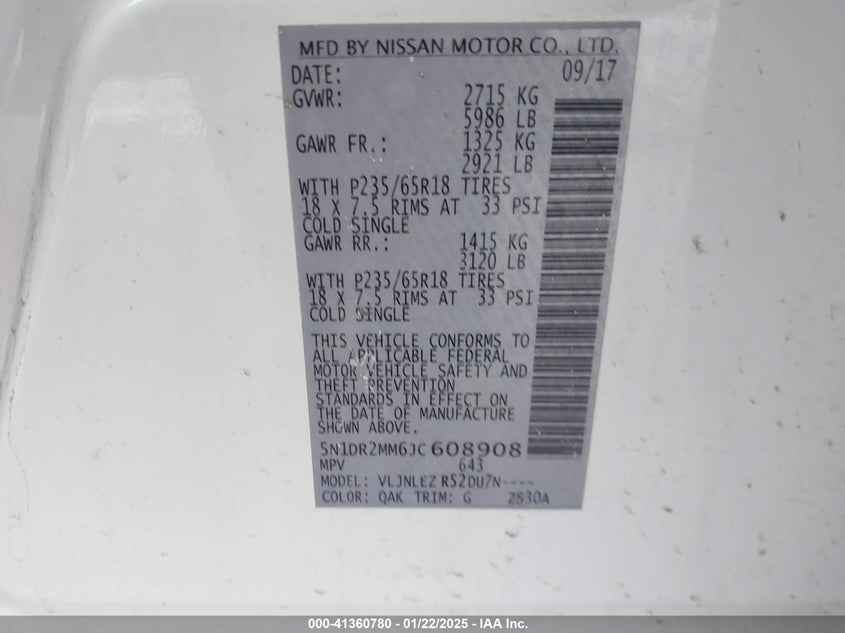 MFD BY NISSAN MOTOR CO., LTD.
DATE: 09/17
GVWR: 2715 KG
5986 LB
GAWR FR.: 1325 KG
2921 LB
WITH P235/65R18 TIRES
18 X 7.5 RIMS AT 33 PSI
COLD SINGLE
GAWR RR.: 1415 KG
3120 LB
WITH P235/65R18 TIRES
18 X 7.5 RIMS AT 33 PSI
COLD SINGLE
THIS VEHICLE CONFORMS TO
ALL APPLICABLE FEDERAL
MOTOR VEHICLE SAFETY AND
THEFT PREVENTION
STANDARDS IN EFFECT ON
THE DATE OF MANUFACTURE
SHOWN ABOVE.
5N1DR2MM6JC608908
MPV 643
MODEL: VLJNLEZ R52DU7N----
COLOR: QAK TRIM: G 2S30A
000-41360780 - 01/22/2025 - IAA Inc.